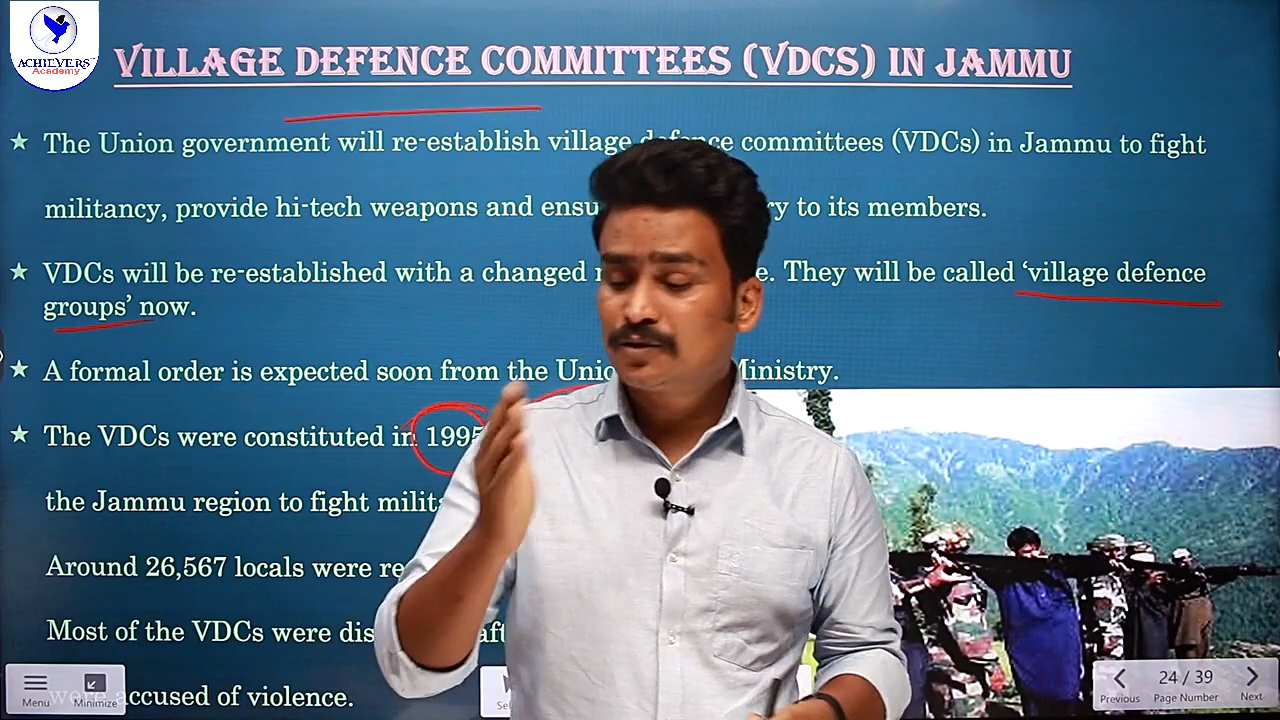 ACHIEVERS
Academy
VILLAGE DEFENCE COMMITTEES (VDCS) IN JAMMU
★ The Union government will re-establish village defence committees (VDCs) in Jammu to fight
militancy, provide hi-tech weapons and to its members.
★ VDCs will be re-established with a changed They will be called ‘village defence
groups’ now.
★ A formal order is expected soon from the Ministry.
★ The VDCs were constituted in 1995
the Jammu region to fight
Around 26,567 locals were
Most of the VDCs were
were accused of violence.
Menu
Minimize
24 / 39
Previous
Page Number
Next